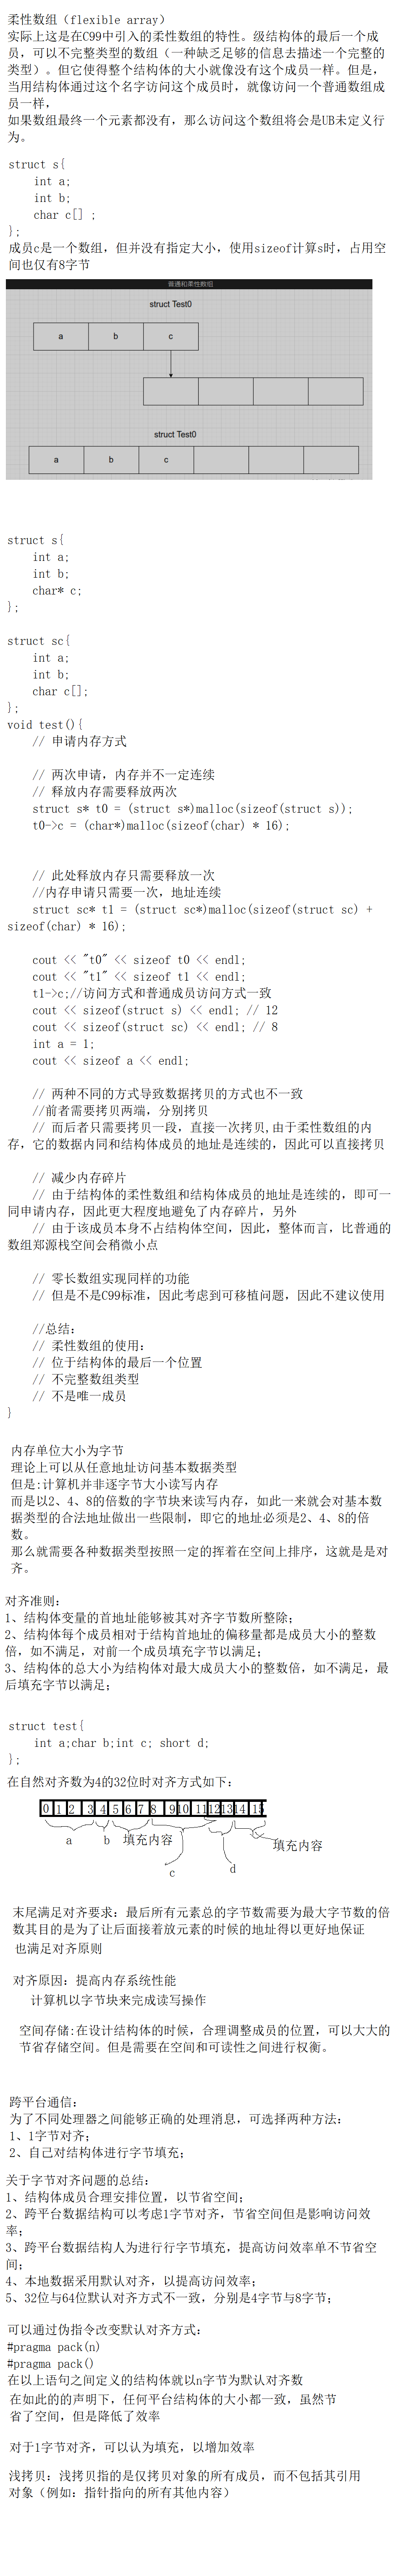 柔性数组（flexible array）
实际上这是在C99中引入的柔性数组的特性。级结构体的最后一个成
员，可以不完整类型的数组（一种缺乏足够的信息去描述一个完整的
类型）。但它使得整个结构体的大小就像没有这个成员一样。但是，
当用结构体通过这个名字访问这个成员时，就像访问一个普通数组成
员一样，
如果数组最终一个元素都没有，那么访问这个数组将会是UB未定义行
为。
struct s{
int a;
int b;
char c[] ;
};
成员c是一个数组，但并没有指定大小，使用sizeof计算s时，占用空
间也仅有8字节
普通和柔性数组
struct Test0
a b c
struct Test0
a b c
struct s{
int a;
int b;
char* c;
};
struct sc{
int a;
int b;
char c[];
};
void test(){
// 申请内存方式
// 两次申请，内存并不一定连续
// 释放内存需要释放两次
struct s* t0 = (struct s*)malloc(sizeof(struct s));
t0->c = (char*)malloc(sizeof(char) * 16);
// 此处释放内存只需要释放一次
//内存申请只需要一次，地址连续
struct sc* t1 = (struct sc*)malloc(sizeof(struct sc) +
sizeof(char) * 16);
cout << "t0" << sizeof t0 << endl;
cout << "t1" << sizeof t1 << endl;
t1->c;//访问方式和普通成员访问方式一致
cout << sizeof(struct s) << endl; // 12
cout << sizeof(struct sc) << endl; // 8
int a = 1;
cout << sizeof a << endl;
// 两种不同的方式导致数据拷贝的方式也不一致
//前者需要拷贝两端，分别拷贝
// 而后者只需要拷贝一段，直接一次拷贝,由于柔性数组的内
存，它的数据内同和结构体成员的地址是连续的，因此可以直接拷贝
// 减少内存碎片
// 由于结构体的柔性数组和结构体成员的地址是连续的，即可一
同申请内存，因此更大程度地避免了内存碎片，另外
// 由于该成员本身不占结构体空间，因此，整体而言，比普通的
数组郑源栈空间会稍微小点
// 零长数组实现同样的功能
// 但是不是C99标准，因此考虑到可移植问题，因此不建议使用
//总结：
// 柔性数组的使用：
// 位于结构体的最后一个位置
// 不完整数组类型
// 不是唯一成员
}
内存单位大小为字节
理论上可以从任意地址访问基本数据类型
但是:计算机并非逐字节大小读写内存
而是以2、4、8的倍数的字节块来读写内存，如此一来就会对基本数
据类型的合法地址做出一些限制，即它的地址必须是2、4、8的倍
数。
那么就需要各种数据类型按照一定的挥着在空间上排序，这就是是对
齐。
对齐准则：
1、结构体变量的首地址能够被其对齐字节数所整除；
2、结构体每个成员相对于结构首地址的偏移量都是成员大小的整数
倍，如不满足，对前一个成员填充字节以满足；
3、结构体的总大小为结构体对最大成员大小的整数倍，如不满足，最
后填充字节以满足；
struct test{
int a;char b;int c; short d;
};
在自然对齐数为4的32位时对齐方式如下：
0 1 2 3 4 5 6 7 8 9 10 11 12 13 14 15
a b 填充内容 填充内容
c d
末尾满足对齐要求：最后所有元素总的字节数需要为最大字节数的倍
数其目的是为了让后面接着放元素的时候的地址得以更好地保证
也满足对齐原则
对齐原因：提高内存系统性能
计算机以字节块来完成读写操作
空间存储:在设计结构体的时候，合理调整成员的位置，可以大大的
节省存储空间。但是需要在空间和可读性之间进行权衡。
跨平台通信：
为了不同处理器之间能够正确的处理消息，可选择两种方法：
1、1字节对齐；
2、自己对结构体进行字节填充；
关于字节对齐问题的总结：
1、结构体成员合理安排位置，以节省空间；
2、跨平台数据结构可以考虑1字节对齐，节省空间但是影响访问效
率；
3、跨平台数据结构人为进行行字节填充，提高访问效率单不节省空
间；
4、本地数据采用默认对齐，以提高访问效率；
5、32位与64位默认对齐方式不一致，分别是4字节与8字节；
可以通过伪指令改变默认对齐方式：
#pragma pack(n)
#pragma pack()
在以上语句之间定义的结构体就以n字节为默认对齐数
在如此的的声明下，任何平台结构体的大小都一致，虽然节
省了空间，但是降低了效率
对于1字节对齐，可以认为填充，以增加效率
浅拷贝：浅拷贝指的是仅拷贝对象的所有成员，而不包括其引用
对象（例如：指针指向的所有其他内容）